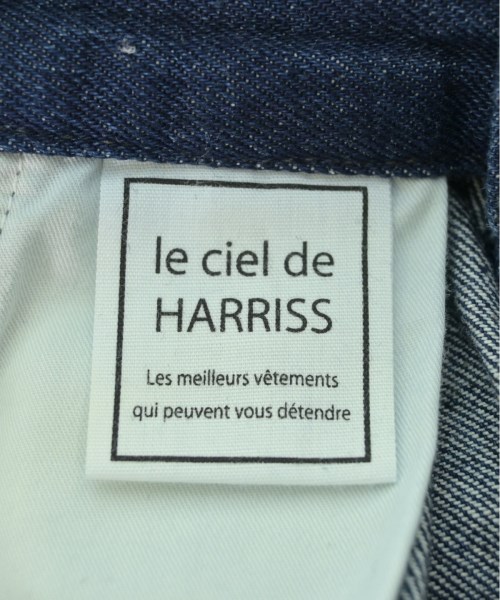 le ciel de
HARRISS
Les meilleurs vêtements
qui peuvent vous détendre